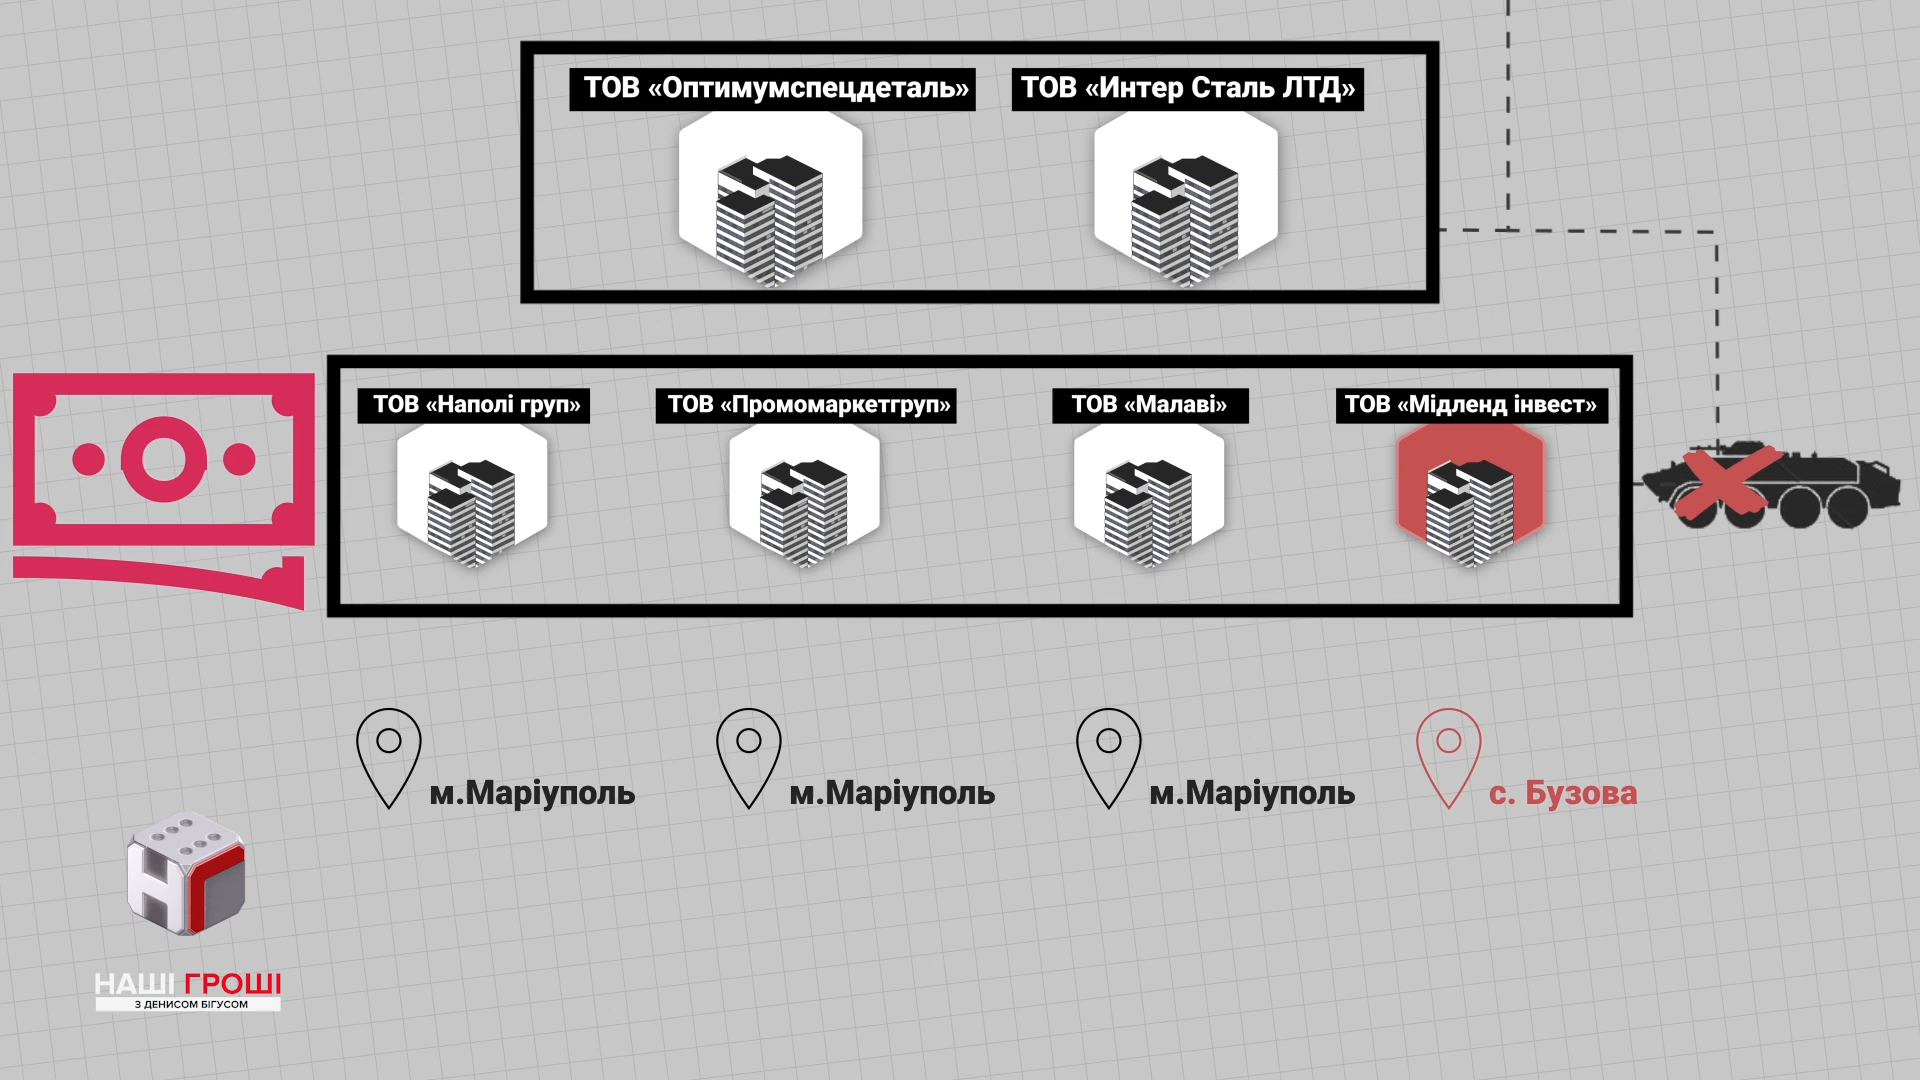 ТОВ «Оптимумспецдеталь»
ТОВ «Интер Сталь ЛТД»
ТОВ «Наполі груп»
ТОВ «Промомаркетгруп»
ТОВ «Малаві»
ТОВ «Мідленд інвест»
м.Маріуполь
м.Маріуполь
м.Маріуполь
с. Бузова
НГ
НАШІ ГРОШІ
З ДЕНИСОМ БІГУСОМ